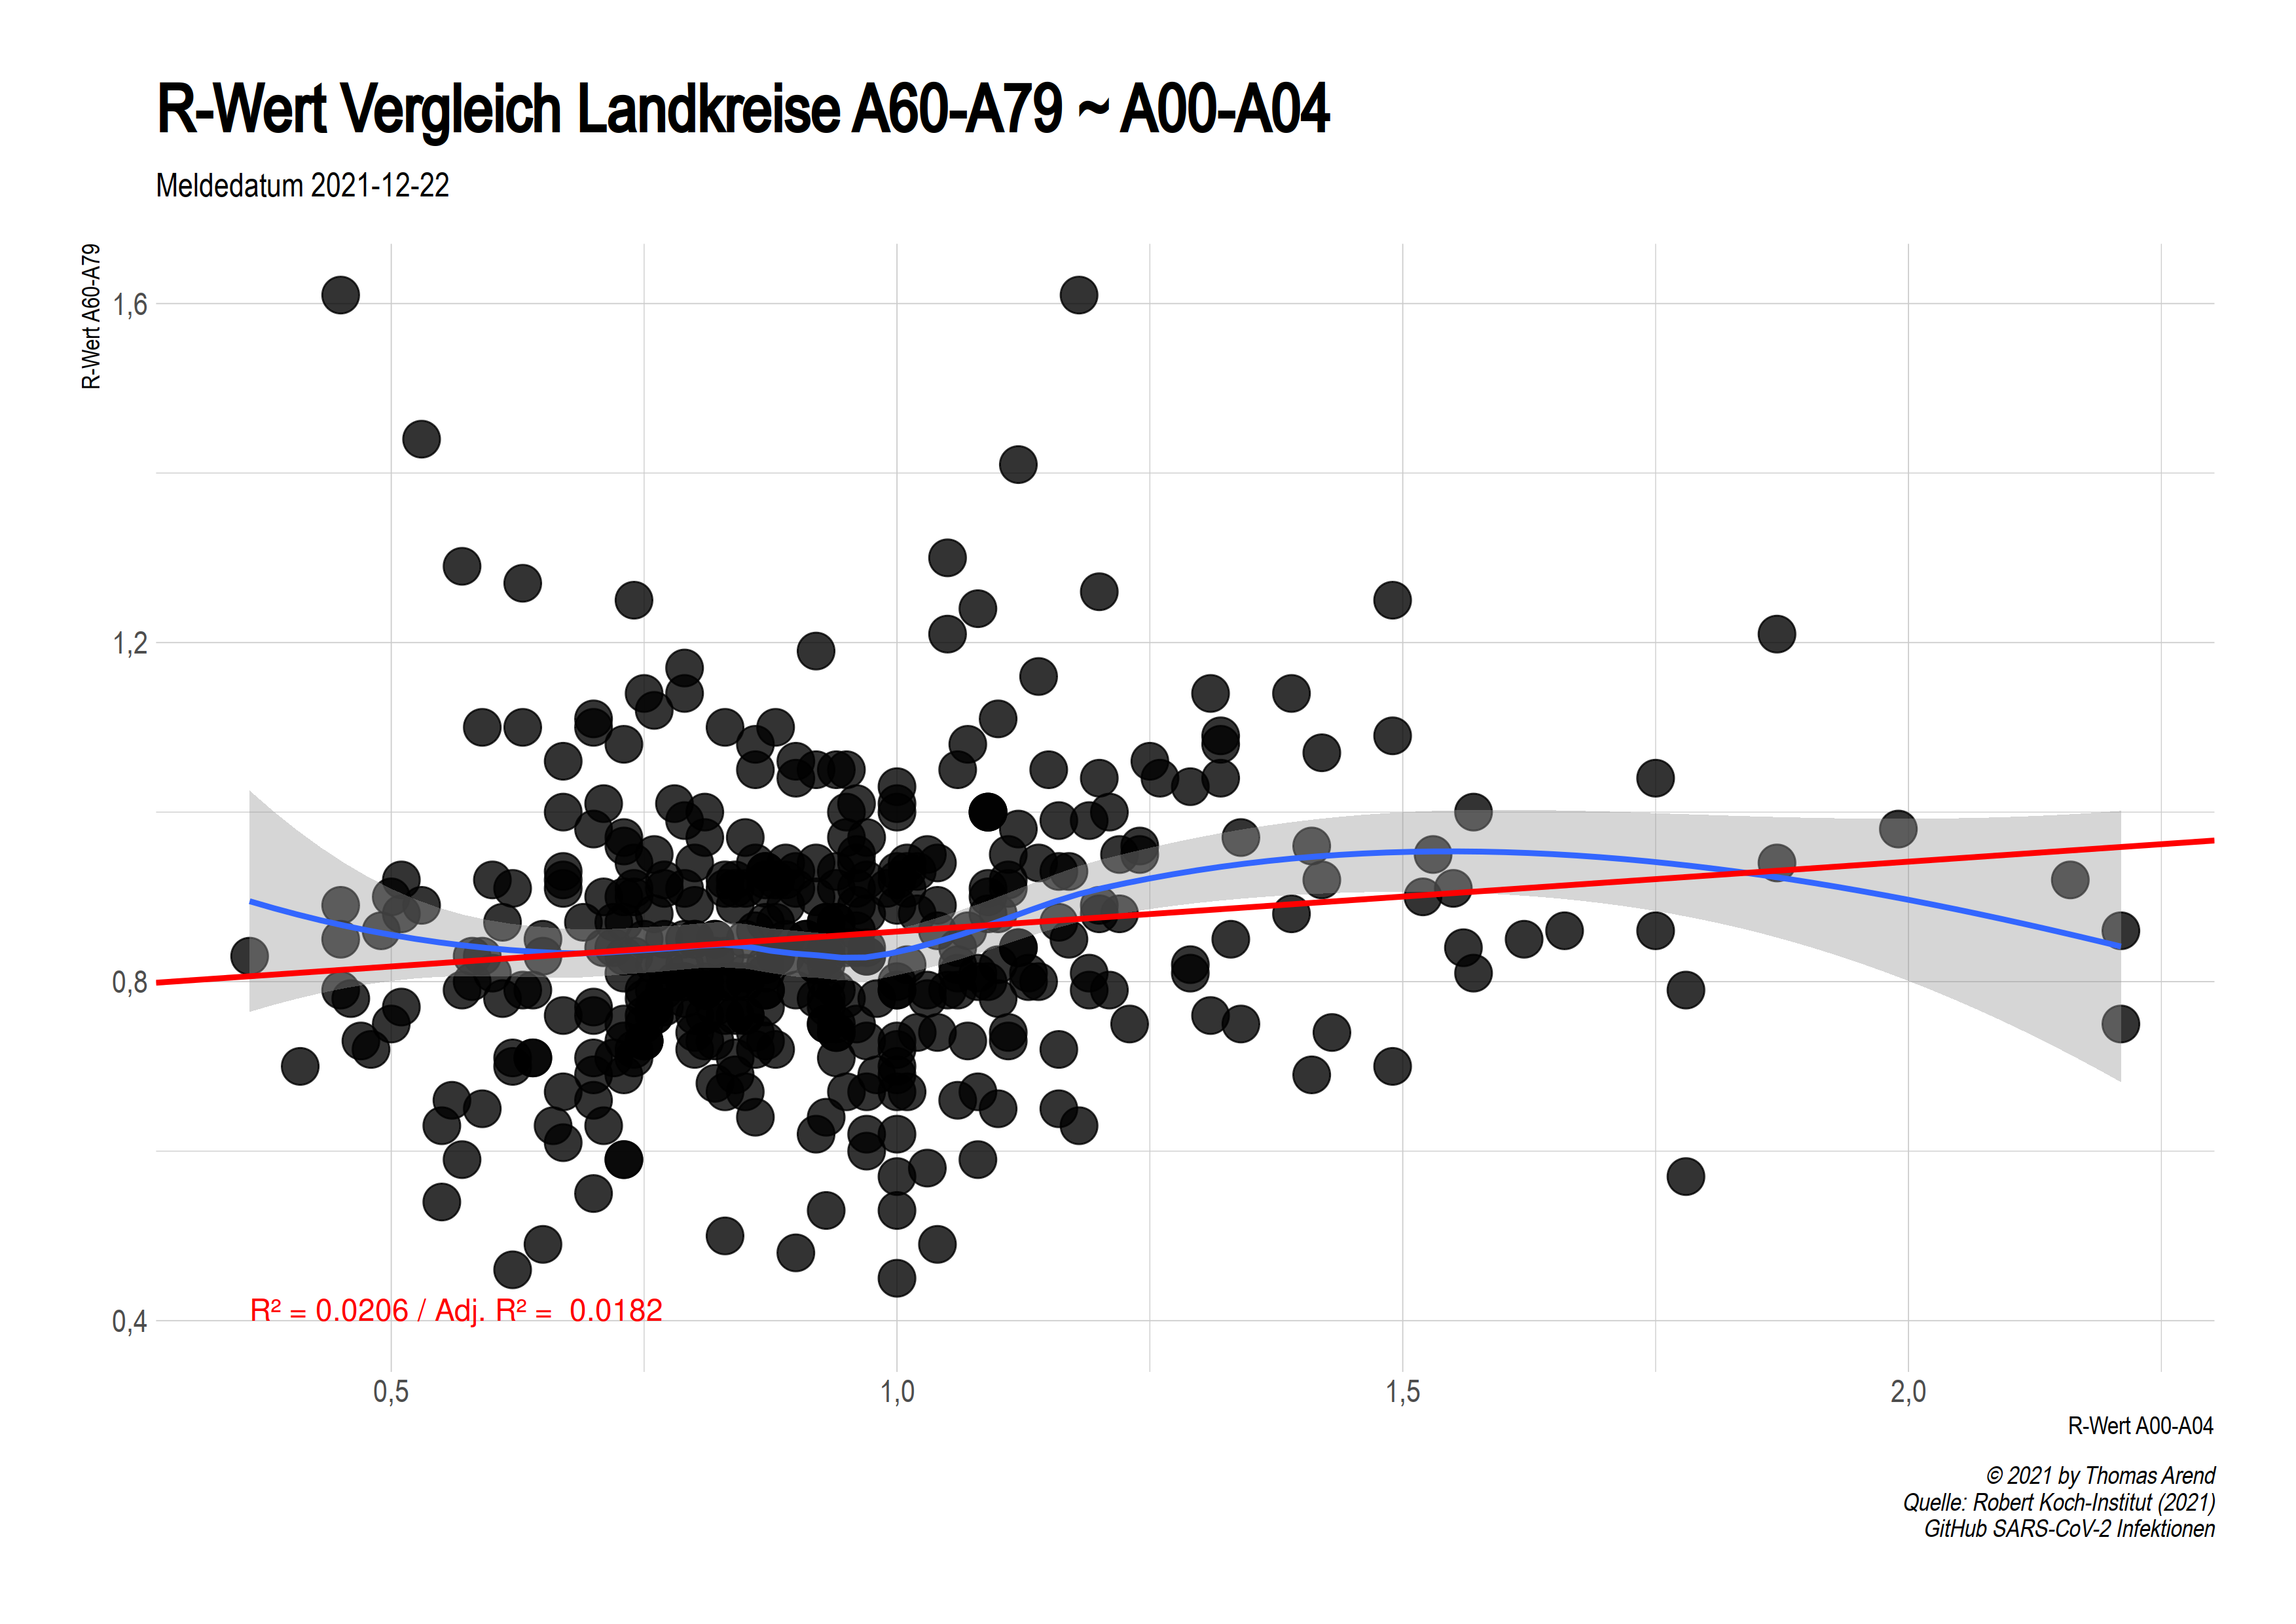 R-Wert Vergleich Landkreise A60-A79 ~ A00-A04
Meldedatum 2021-12-22
R-Wert A60-A79
1,6
1,2
0,8
0,4
R² = 0.0206 / Adj. R² =  0.0182
0,5 1,0 1,5 2,0
R-Wert A00-A04
© 2021 by Thomas Arend
Quelle: Robert Koch-Institut (2021)
GitHub SARS-CoV-2 Infektionen